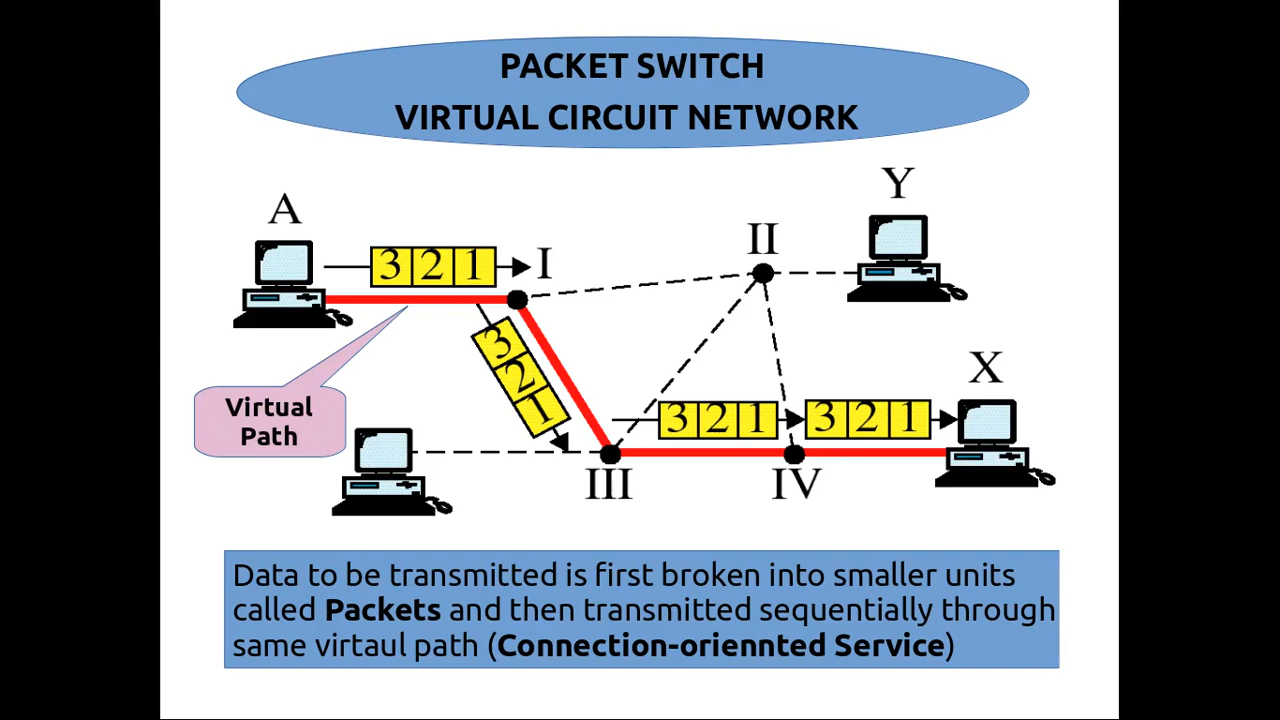 PACKET SWITCH
VIRTUAL CIRCUIT NETWORK
Y
A
II
3 2 1
I
3 2 1
X
Virtual
Path
3 2 1
3 2 1
III
IV
Data to be transmitted is first broken into smaller units
called Packets and then transmitted sequentially through
same virtaul path (Connection-oriennted Service)